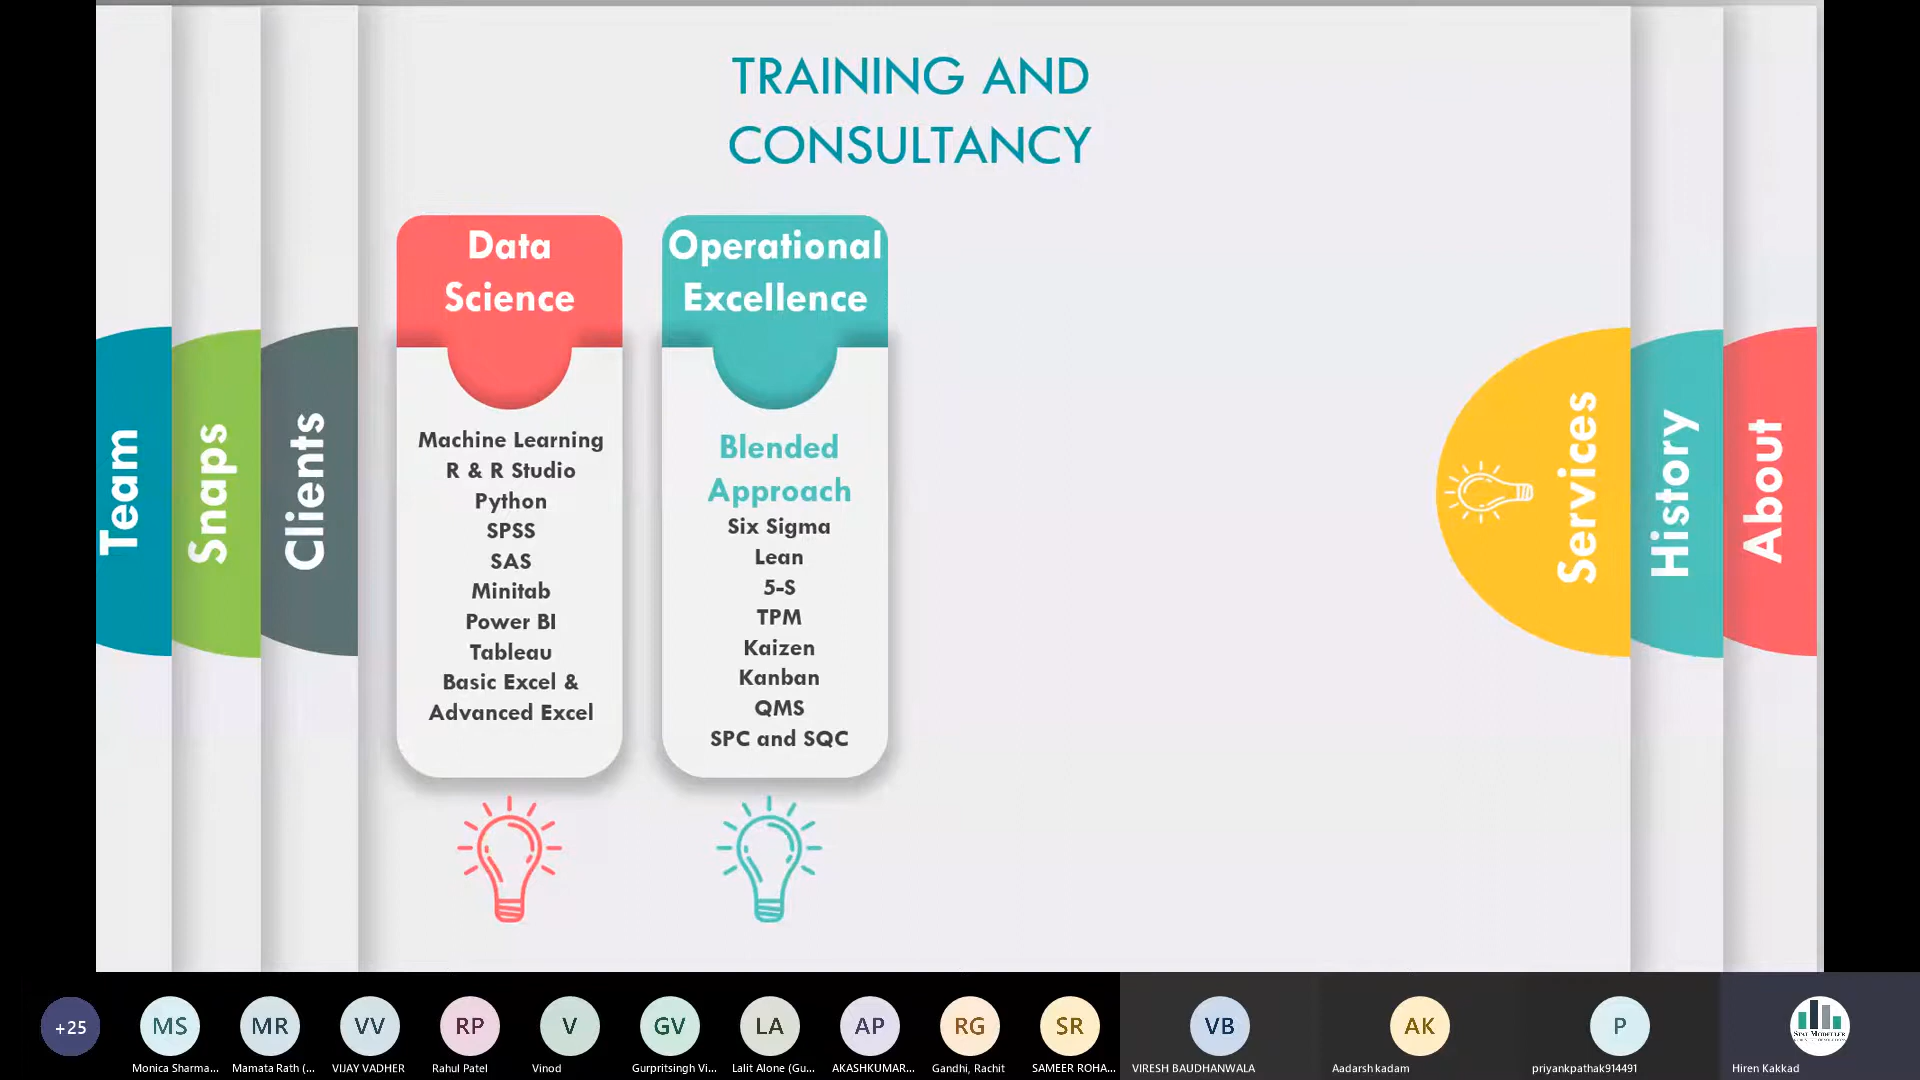 TRAINING AND
CONSULTANCY
Team
Snaps
Clients
Data
Science
Machine Learning
R & R Studio
Python
SPSS
SAS
Minitab
Power BI
Tableau
Basic Excel &
Advanced Excel
Operational
Excellence
Blended
Approach
Six Sigma
Lean
5-S
TPM
Kaizen
Kanban
QMS
SPC and SQC
Services
History
About
+25
MS
MR
VV
RP
V
GV
LA
AP
RG
SR
VB
AK
P
STAT MODELLER
Monica Sharma...
Mamata Rath (...
VIJAY VADHER
Rahul Patel
Vinod
Gurpritsingh Vi...
Lalit Alone (Gu...
AKASHKUMAR...
Gandhi, Rachit
SAMEER ROHA...
VIRESH BAUDHANWALA
Aadarsh kadam
priyankpathak914491
Hiren Kakkad